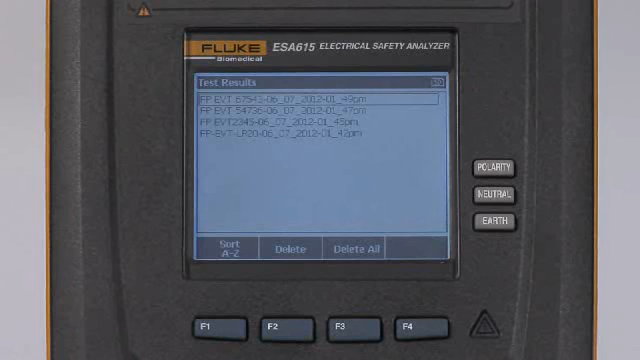 FLUKE
Biomedical
ESA615 ELECTRICAL SAFETY ANALYZER
Test Results
FP EVT 67543-06_07_2012-01_49pm
FP-EVT-54736-06_07_2012-01_47pm
FP EVT2345-06_07_2012-01_45pm
FP-EVT-LR20-06_07_2012-01_42pm
Sort
A-Z
Delete
Delete All
POLARITY
NEUTRAL
EARTH
F1
F2
F3
F4